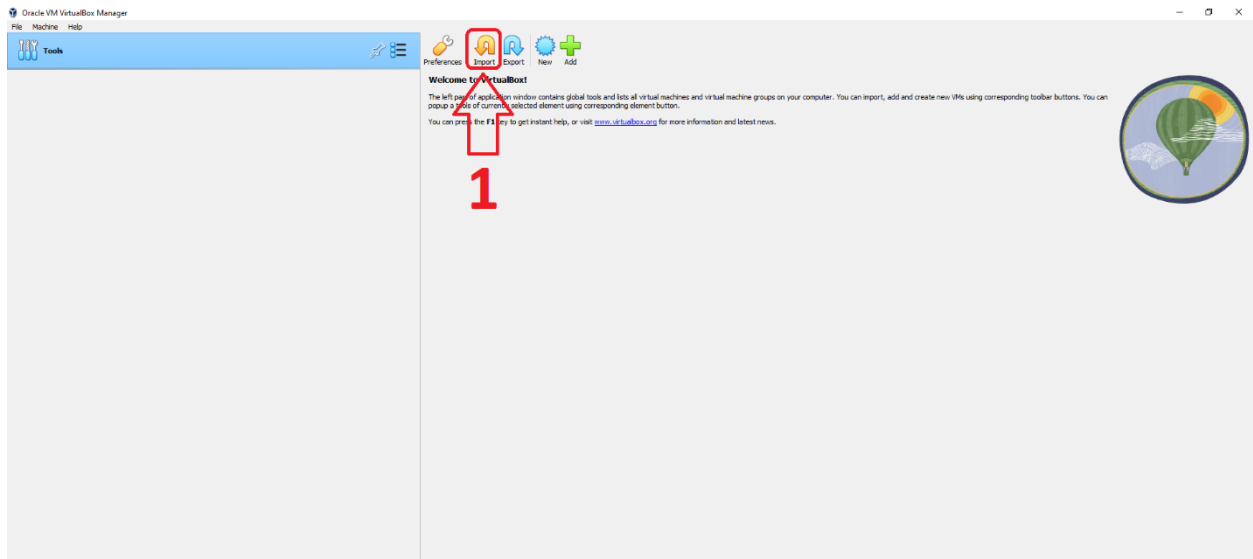 Oracle VM VirtualBox Manager
File Machine Help
Tools
Preferences Import Export New Add
Welcome to VirtualBox!
The left part of application window contains global tools and lists all virtual machines and virtual machine groups on your computer. You can import, add and create new VMs using corresponding toolbar buttons. You can
popup a tools of currently selected element using corresponding element button.
You can press the F1 key to get instant help, or visit www.virtualbox.org for more information and latest news.
1